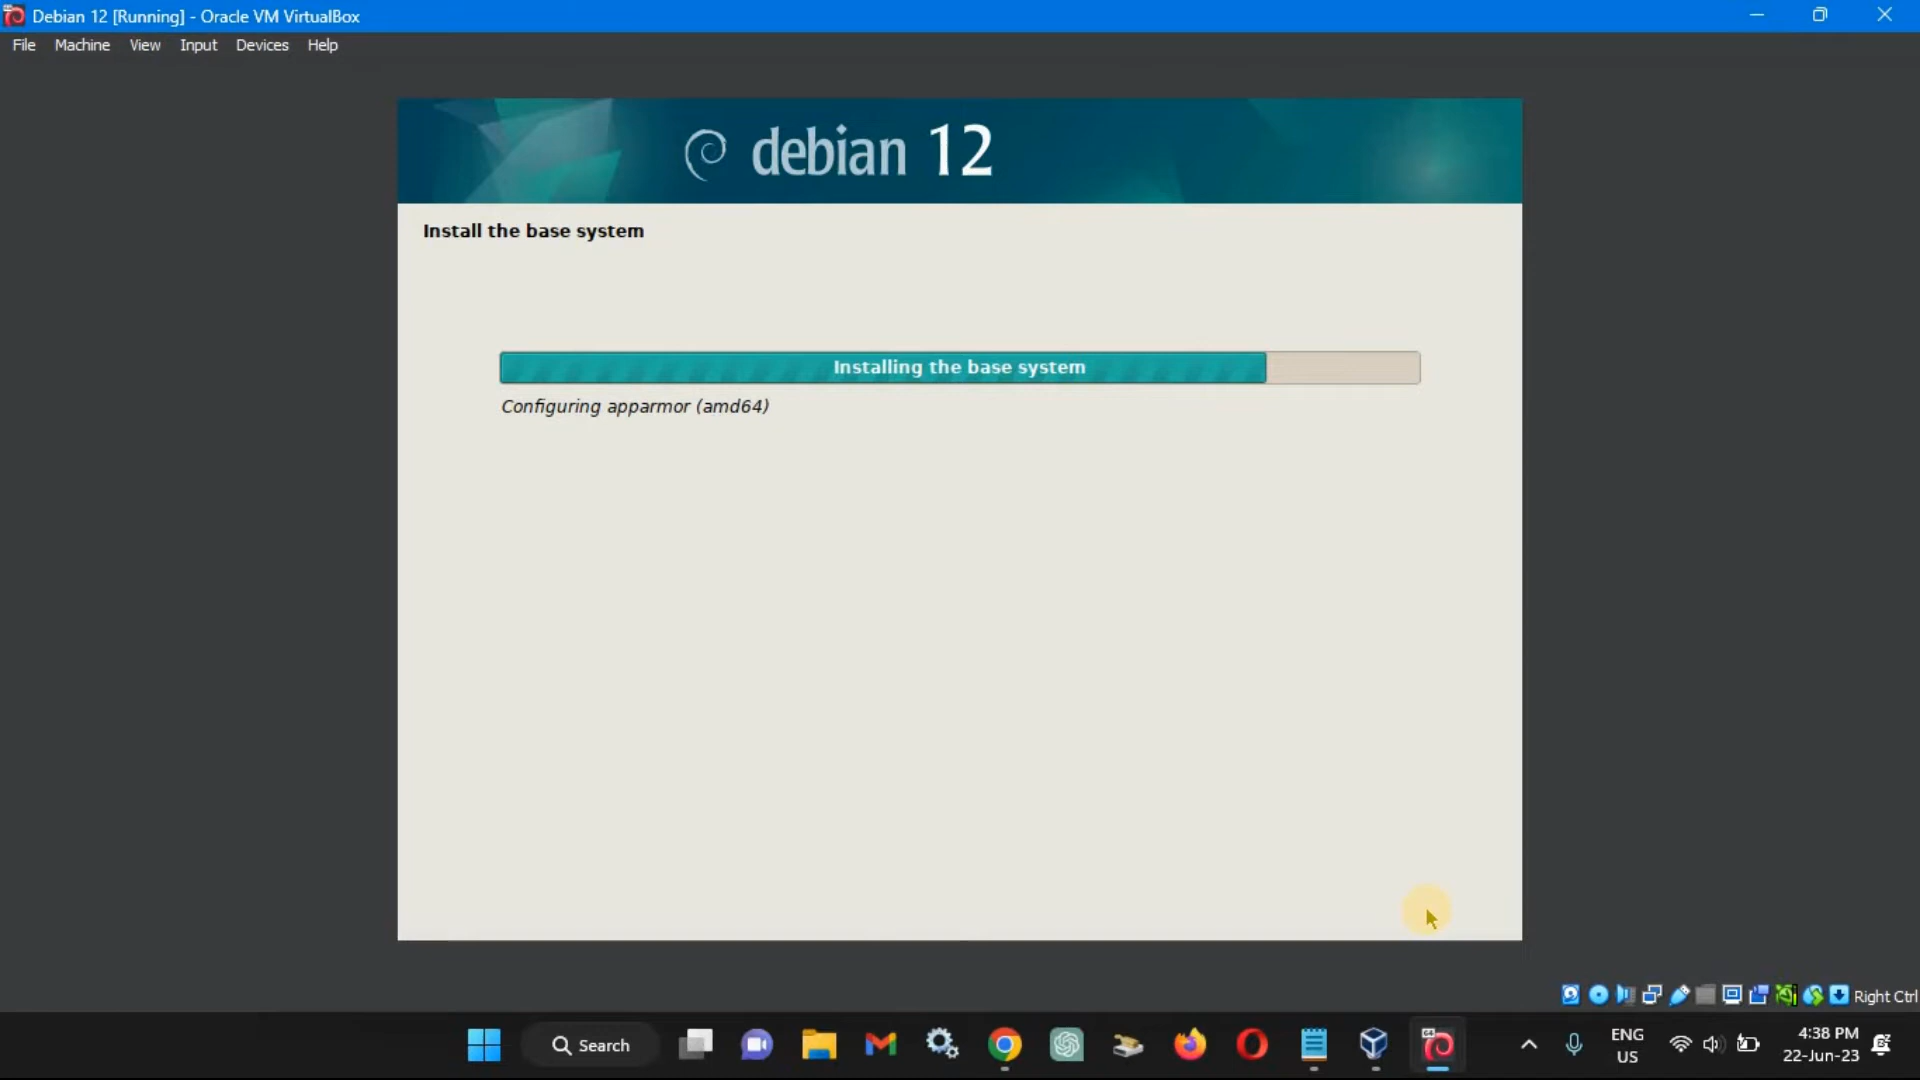 Debian 12 [Running] - Oracle VM VirtualBox
File Machine View Input Devices Help
debian 12
Install the base system
Installing the base system
Configuring apparmor (amd64)
Right Ctrl
Search
64
ENG
US
4:38 PM
22-Jun-23